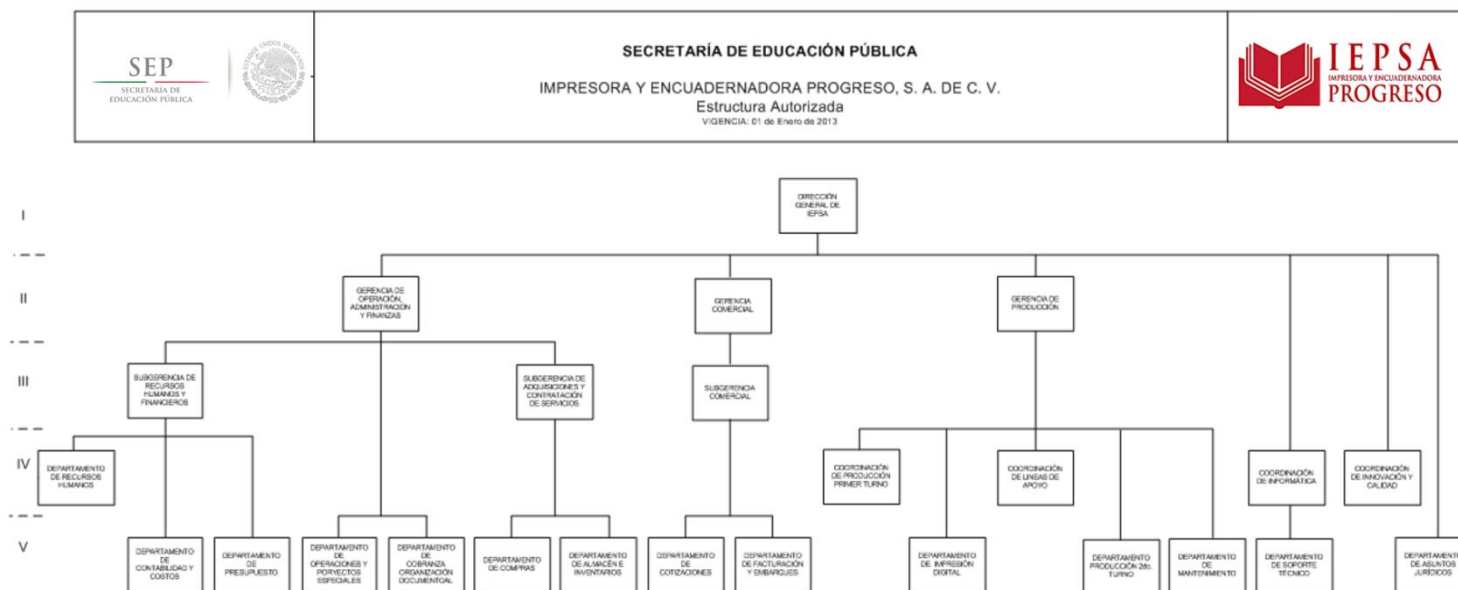 SEP
SECRETARÍA DE
EDUCACIÓN PÚBLICA
ESTADOS UNIDOS MEXICANOS
SECRETARÍA DE EDUCACIÓN PÚBLICA
IMPRESORA Y ENCUADERNADORA PROGRESO, S. A. DE C. V.
Estructura Autorizada
VIGENCIA: 01 de Enero de 2013
IEPSA
IMPRESORA Y ENCUADERNADORA
PROGRESO
I
DIRECCIÓN
GENERAL DE
IEPSA
II
GERENCIA DE
OPERACIÓN,
ADMINISTRACIÓN
Y FINANZAS
GERENCIA
COMERCIAL
GERENCIA DE
PRODUCCIÓN
III
SUBGERENCIA DE
RECURSOS
HUMANOS Y
FINANCIEROS
SUBGERENCIA DE
ADQUISICIONES Y
CONTRATACIÓN
DE SERVICIOS
SUBGERENCIA
COMERCIAL
IV
DEPARTAMENTO
DE RECURSOS
HUMANOS
COORDINACIÓN
DE PRODUCCIÓN
PRIMER TURNO
COORDINACIÓN
DE LINEAS DE
APOYO
COORDINACIÓN
DE INFORMÁTICA
COORDINACIÓN
DE INNOVACIÓN Y
CALIDAD
V
DEPARTAMENTO
DE
CONTABILIDAD Y
COSTOS
DEPARTAMENTO
DE
PRESUPUESTO
DEPARTAMENTO
DE
OPERACIONES Y
PORYECTOS
ESPECIALES
DEPARTAMENTO
DE
COBRANZA
ORGANIZACIÓN
DOCUMENTOAL
DEPARTAMENTO
DE COMPRAS
DEPARTAMENTO
DE ALMACÉN E
INVENTARIOS
DEPARTAMENTO
DE
COTIZACIONES
DEPARTAMENTO
DE FACTURACIÓN
Y EMBARQUES
DEPARTAMENTO
DE IMPRESIÓN
DIGITAL
DEPARTAMENTO
PRODUCCIÓN 2do.
TURNO
DEPARTAMENTO
DE
MANTENIMIENTO
DEPARTAMENTO
DE SOPORTE
TÉCNICO
DEPARTAMENTO
DE ASUNTOS
JURÍDICOS